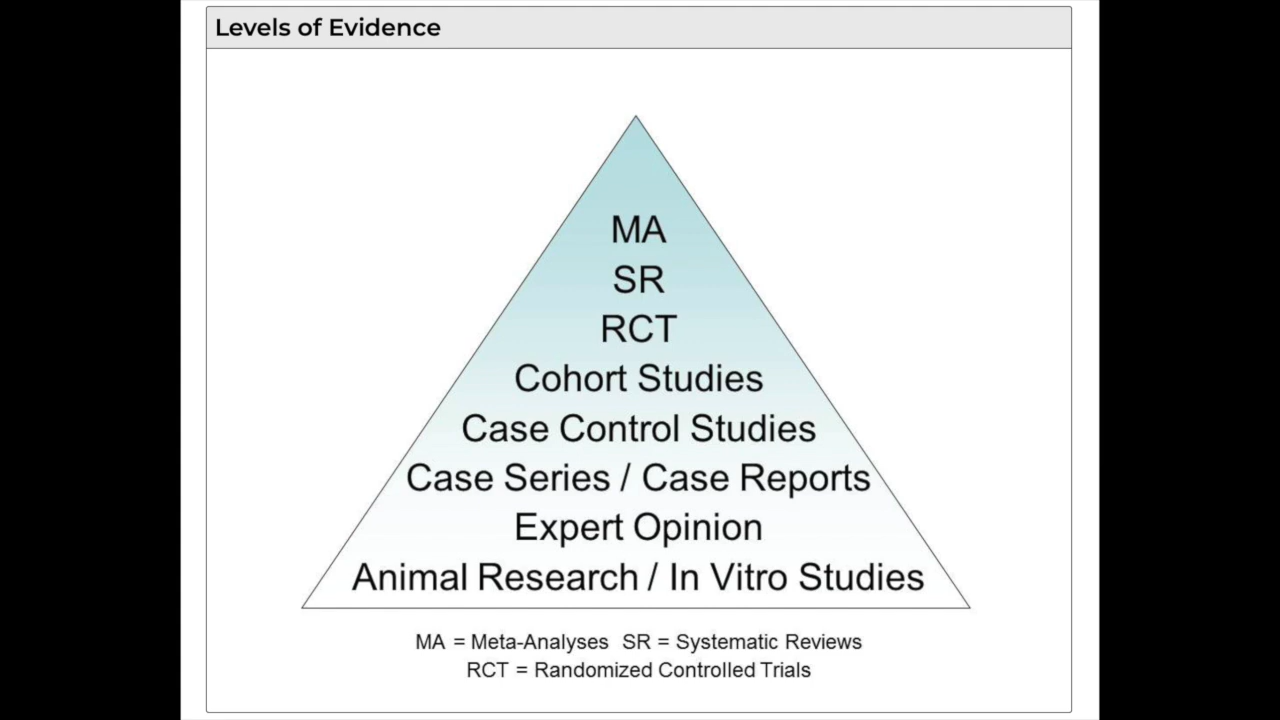 Levels of Evidence
MA
SR
RCT
Cohort Studies
Case Control Studies
Case Series / Case Reports
Expert Opinion
Animal Research / In Vitro Studies
MA = Meta-Analyses SR = Systematic Reviews
RCT = Randomized Controlled Trials